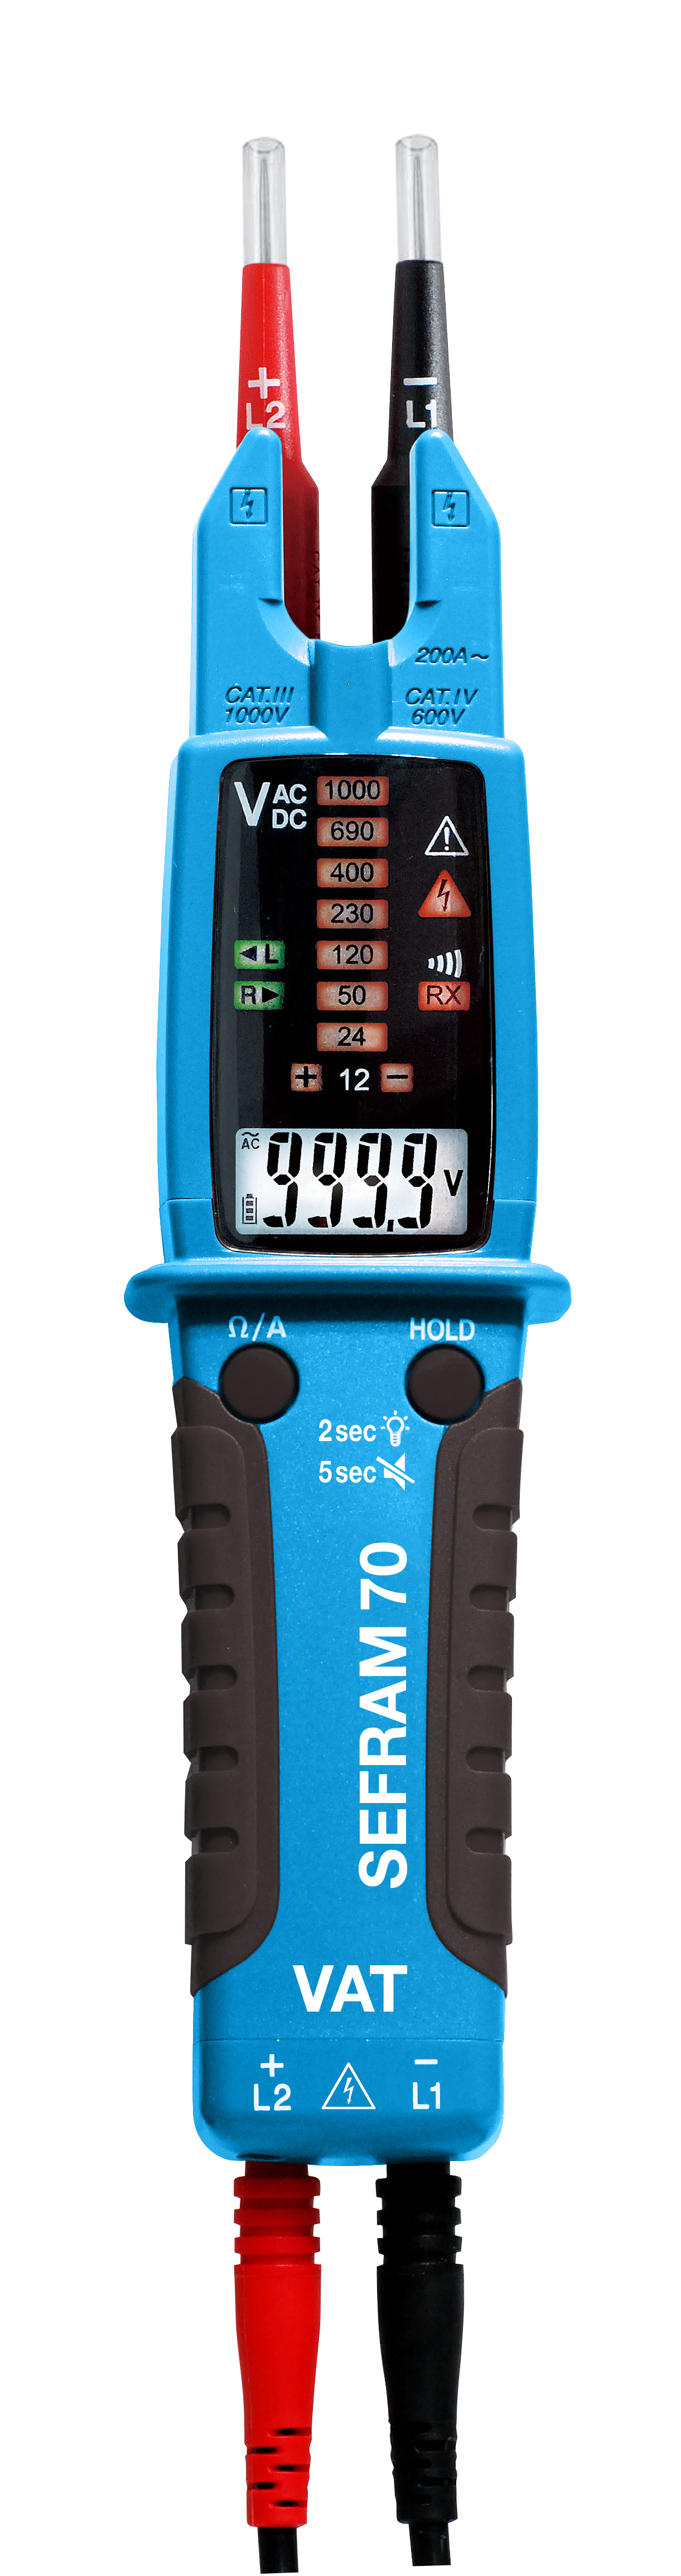 + −
L2 L1
200A~
CAT.III CAT.IV
1000V 600V
V AC DC
1000
690
400
230
◄L 120
R► 50 RX
24
+ 12 −
AC 999.9 V
Ω/A HOLD
2 sec
5 sec
SEFRAM 70
VAT
+ −
L2 L1